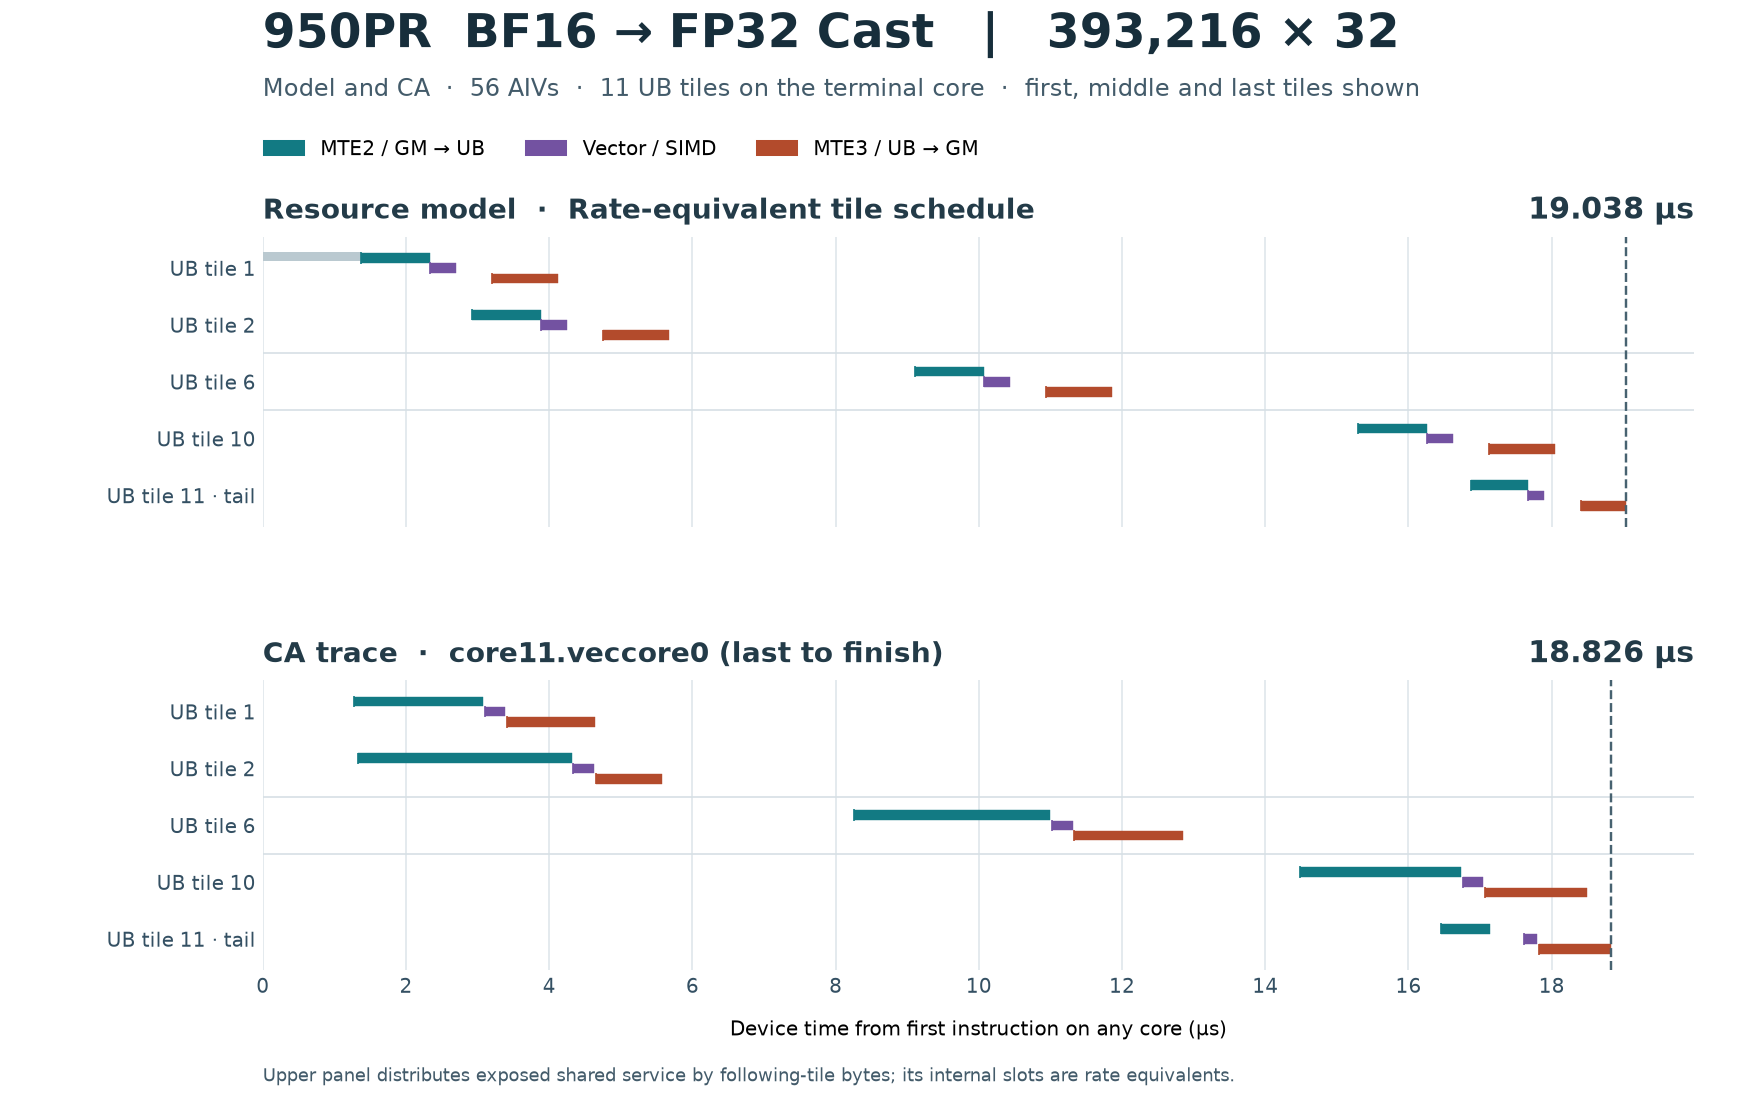 950PR  BF16 → FP32 Cast  |  393,216 × 32
Model and CA · 56 AIVs · 11 UB tiles on the terminal core · first, middle and last tiles shown
MTE2 / GM → UB  Vector / SIMD  MTE3 / UB → GM
Resource model · Rate-equivalent tile schedule  19.038 µs
UB tile 1
UB tile 2
UB tile 6
UB tile 10
UB tile 11 · tail
CA trace · core11.veccore0 (last to finish)  18.826 µs
UB tile 1
UB tile 2
UB tile 6
UB tile 10
UB tile 11 · tail
0 2 4 6 8 10 12 14 16 18
Device time from first instruction on any core (µs)
Upper panel distributes exposed shared service by following-tile bytes; its internal slots are rate equivalents.